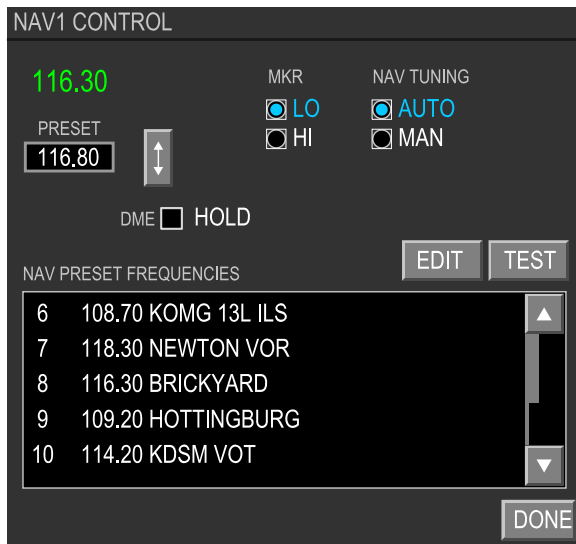 NAV1 CONTROL
116.30
MKR NAV TUNING
LO AUTO
HI MAN
PRESET
116.80
DME HOLD
EDIT TEST
NAV PRESET FREQUENCIES
6 108.70 KOMG 13L ILS
7 118.30 NEWTON VOR
8 116.30 BRICKYARD
9 109.20 HOTTINGBURG
10 114.20 KDSM VOT
DONE